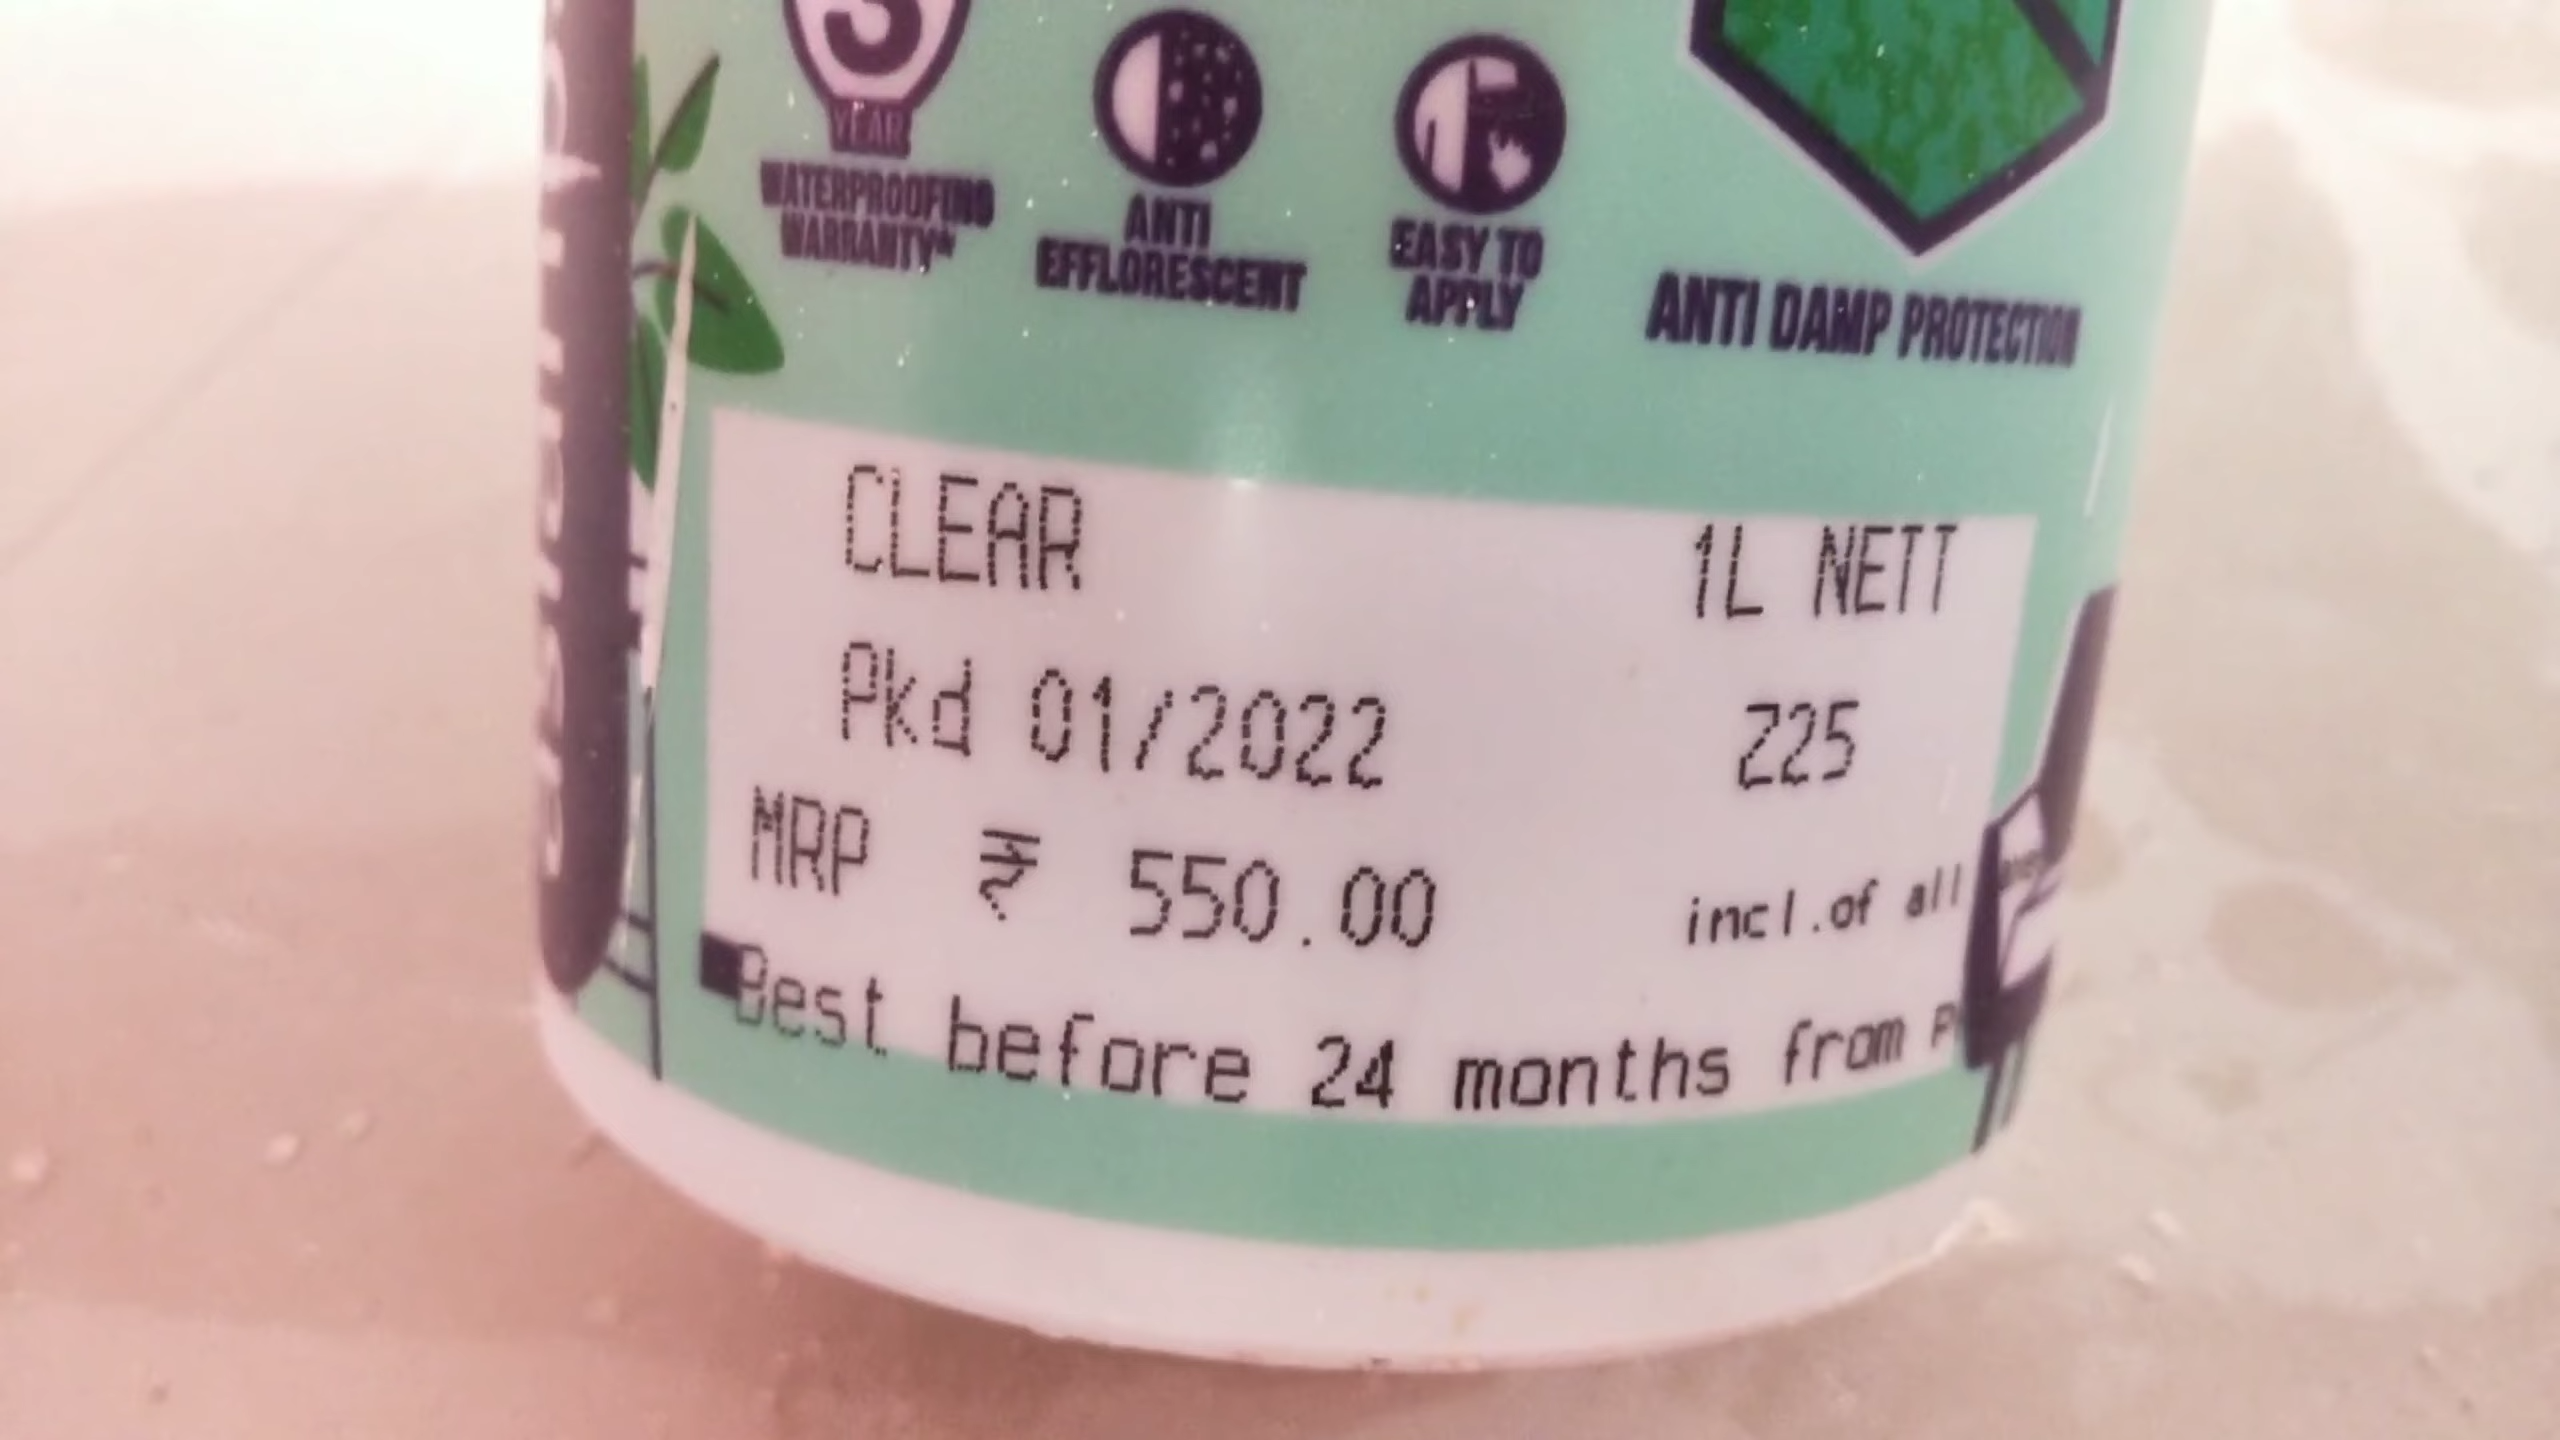 3
YEAR
WATERPROOFING
WARRANTY*
ANTI
EFFLORESCENT
EASY TO
APPLY
ANTI DAMP PROTECTION
CLEAR 1L NETT
Pkd 01/2022 Z25
MRP ₹ 550.00 incl.of all
Best before 24 months from P